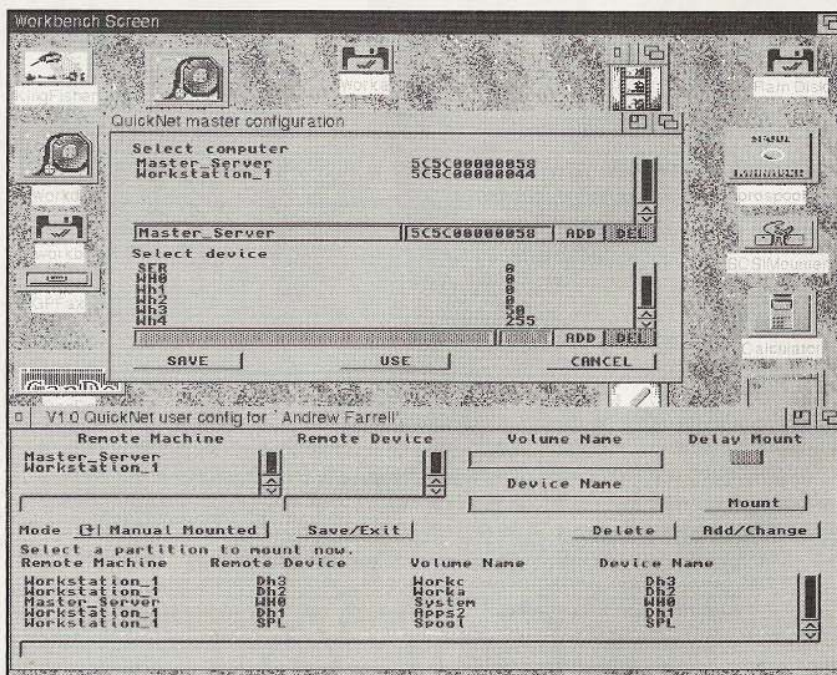 Workbench Screen
Worka
Ram Disk
QuickNet master configuration
Select computer
Master_Server 5C5C00000058
Workstation_1 5C5C00000044
Master_Server 5C5C00000058 ADD DEL
Select device
SER 0
WH0 0
Wh1 0
Wh2 0
Wh3 50
Wh4 255
ADD DEL
SAVE USE CANCEL
Workb
GPFax
prospool
Calculator
CanDo
V1.0 QuickNet user config for `Andrew Farrell'.
Remote Machine Remote Device Volume Name Delay Mount
Master_Server
Workstation_1
Device Name
Mount
Mode Manual Mounted Save/Exit Delete Add/Change
Select a partition to mount now.
Remote Machine Remote Device Volume Name Device Name
Workstation_1 Dh3 Workc Dh3
Workstation_1 Dh2 Worka Dh2
Master_Server WH0 System WH0
Workstation_1 Dh1 Apps2 Dh1
Workstation_1 SPL Spool SPL